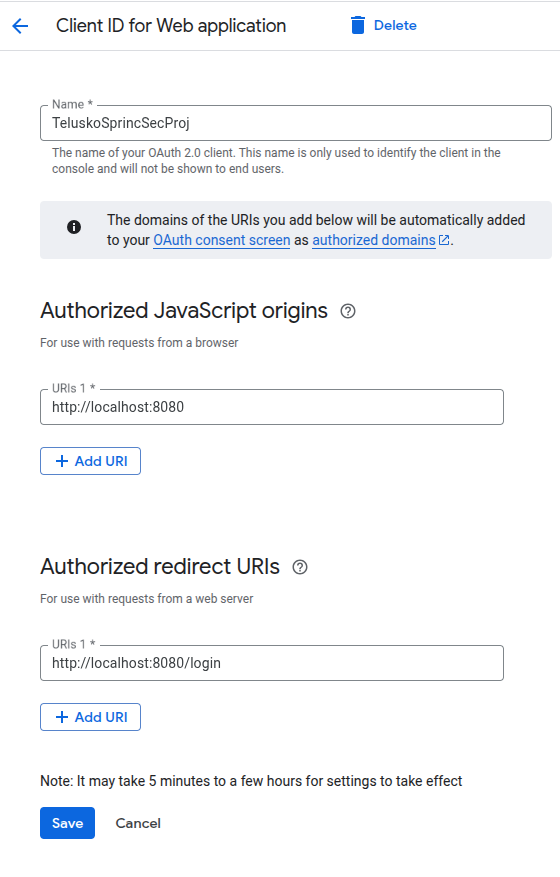 Client ID for Web application
Delete
Name *
TeluskoSprincSecProj
The name of your OAuth 2.0 client. This name is only used to identify the client in the
console and will not be shown to end users.
The domains of the URIs you add below will be automatically added
to your OAuth consent screen as authorized domains.
Authorized JavaScript origins
For use with requests from a browser
URIs 1 *
http://localhost:8080
+ Add URI
Authorized redirect URIs
For use with requests from a web server
URIs 1 *
http://localhost:8080/login
+ Add URI
Note: It may take 5 minutes to a few hours for settings to take effect
Save
Cancel